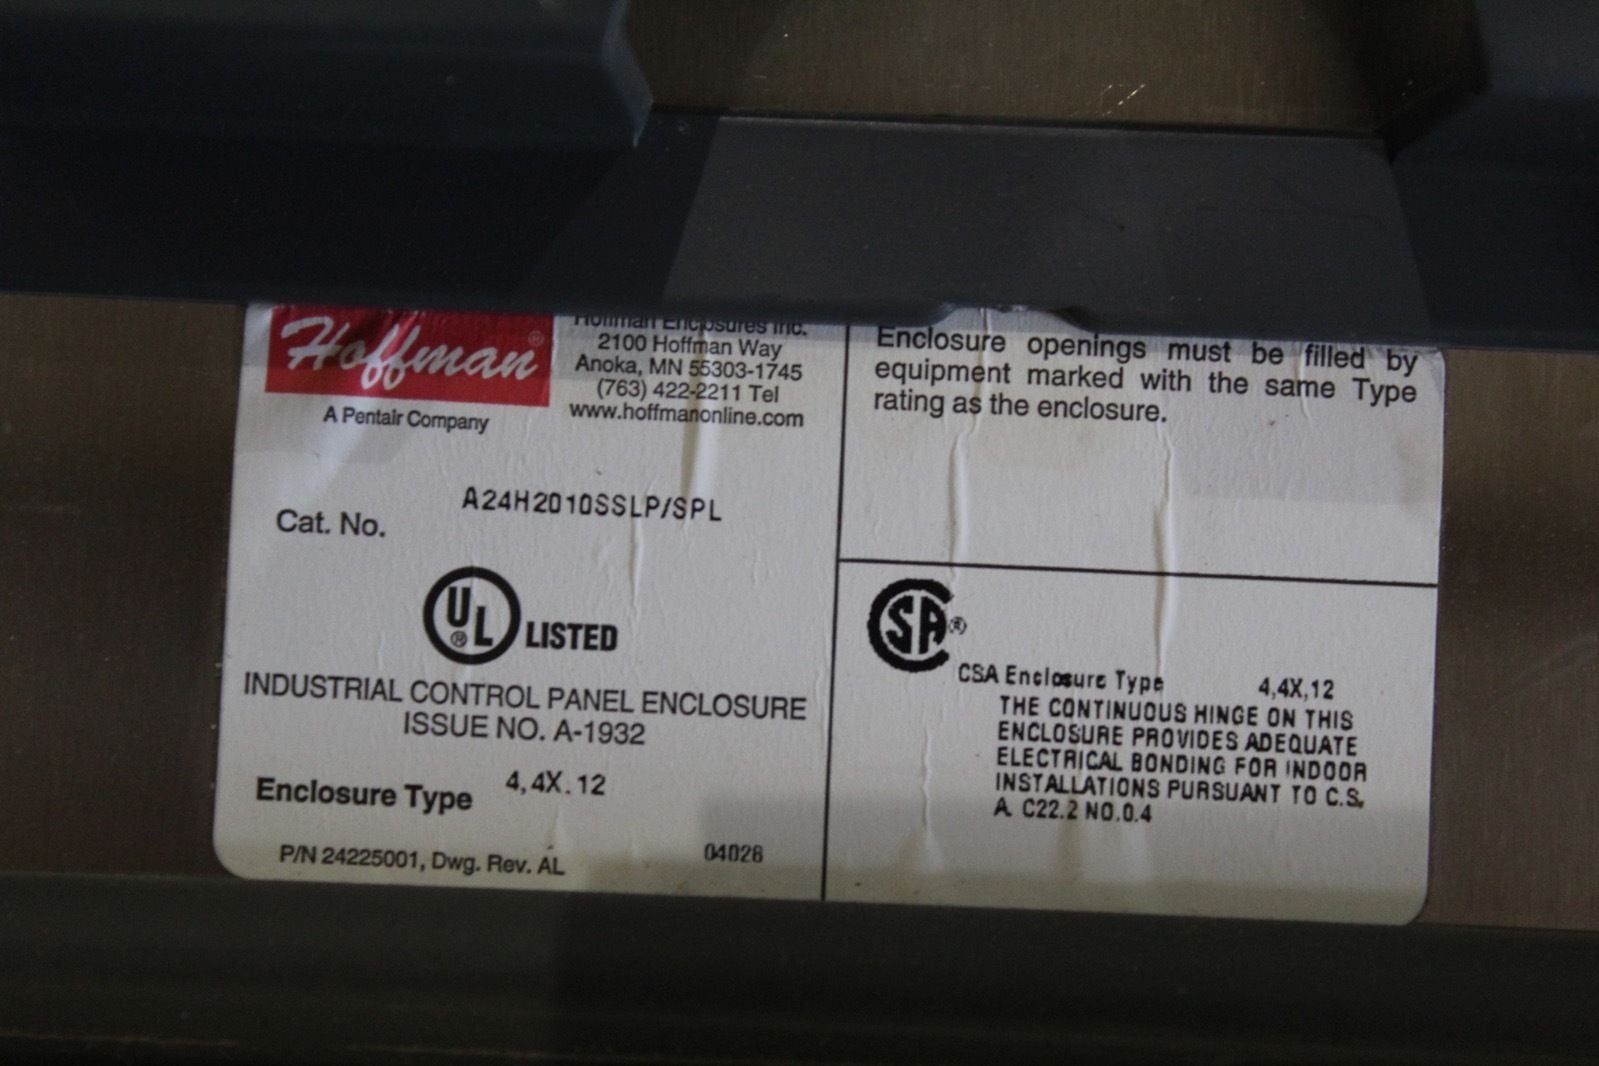 Hoffman®
A Pentair Company
Hoffman Enclosures Inc.
2100 Hoffman Way
Anoka, MN 55303-1745
(763) 422-2211 Tel
www.hoffmanonline.com
Cat. No. A24H2010SSLP/SPL
UL® LISTED
INDUSTRIAL CONTROL PANEL ENCLOSURE
ISSUE NO. A-1932
Enclosure Type 4,4X.12
P/N 24225001, Dwg. Rev. AL 04026
Enclosure openings must be filled by
equipment marked with the same Type
rating as the enclosure.
SA®
CSA Enclosure Type 4,4X,12
THE CONTINUOUS HINGE ON THIS
ENCLOSURE PROVIDES ADEQUATE
ELECTRICAL BONDING FOR INDOOR
INSTALLATIONS PURSUANT TO C.S.
A. C22.2 NO.0.4